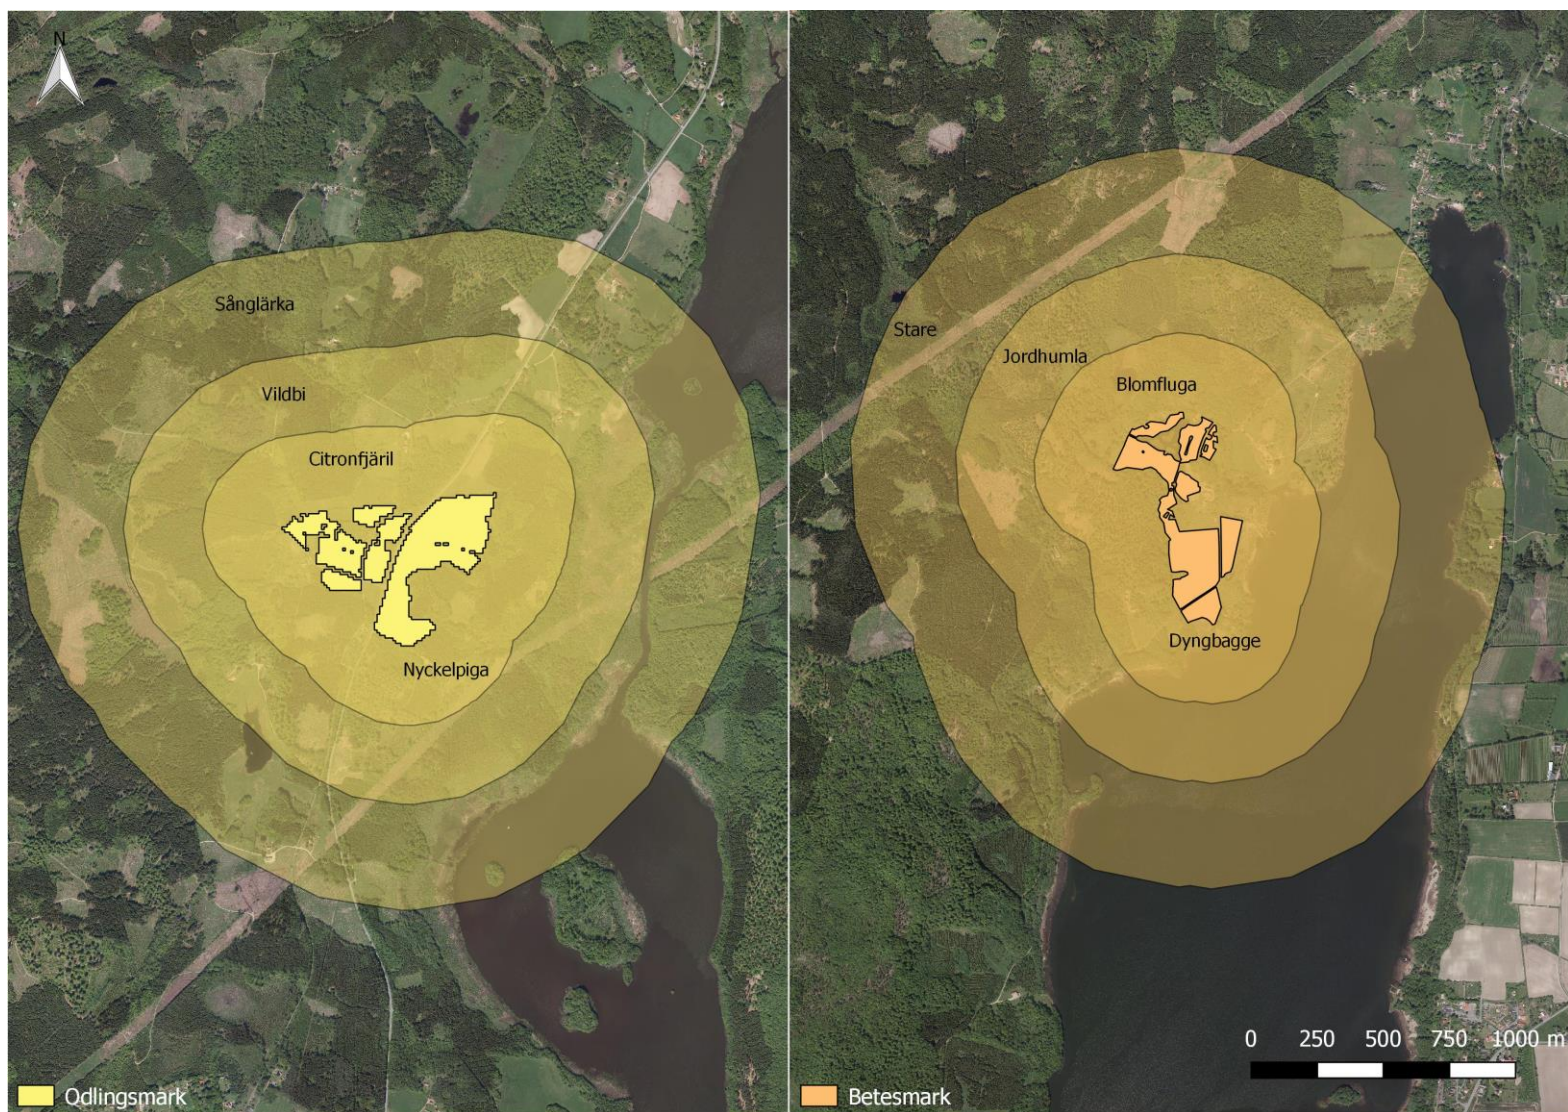 N
Sånglärka
Vildbi
Citronfjäril
Nyckelpiga
Odlingsmark
Stare
Jordhumla
Blomfluga
Dyngbagge
0 250 500 750 1000 m
Betesmark